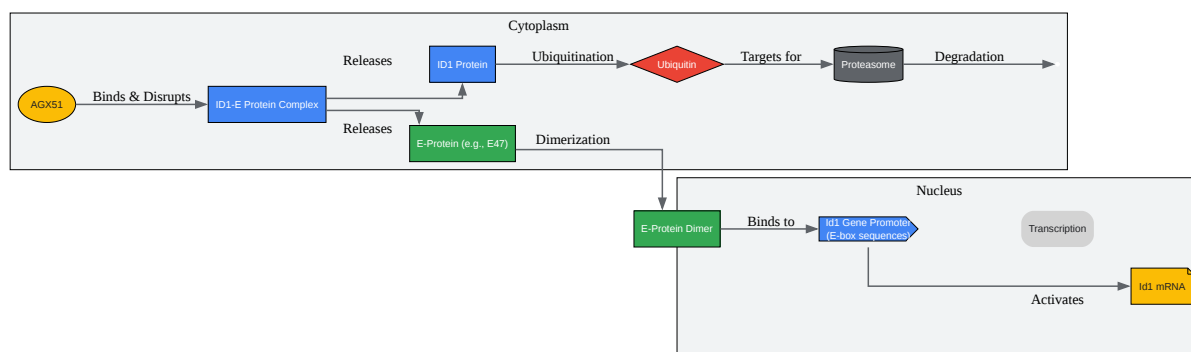 Cytoplasm
Releases
ID1 Protein
Ubiquitination
Ubiquitin
Targets for
Proteasome
Degradation
AGX51
Binds & Disrupts
ID1-E Protein Complex
Releases
E-Protein (e.g., E47)
Dimerization
Nucleus
E-Protein Dimer
Binds to
Id1 Gene Promoter
(E-box sequences)
Transcription
Activates
Id1 mRNA